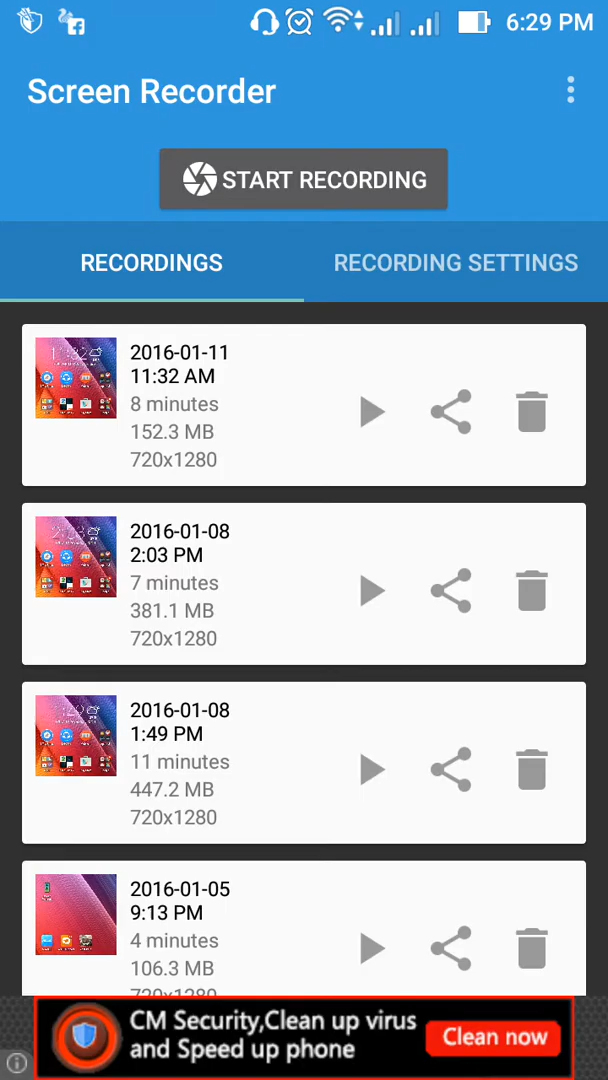 6:29 PM
Screen Recorder
START RECORDING
RECORDINGS
RECORDING SETTINGS
2016-01-11
11:32 AM
8 minutes
152.3 MB
720x1280
2016-01-08
2:03 PM
7 minutes
381.1 MB
720x1280
2016-01-08
1:49 PM
11 minutes
447.2 MB
720x1280
2016-01-05
9:13 PM
4 minutes
106.3 MB
720x1280
CM Security,Clean up virus
and Speed up phone
Clean now